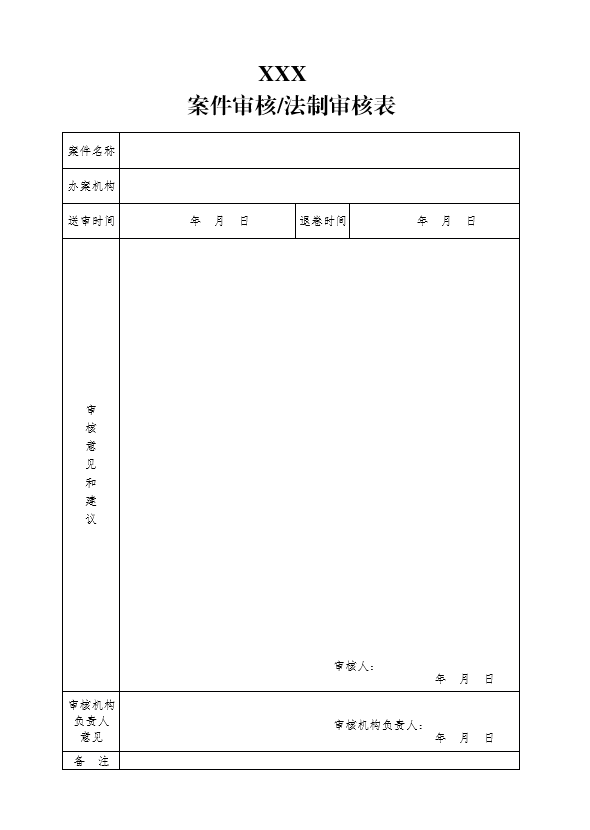 XXX
案件审核/法制审核表
案件名称
办案机构
送审时间 年 月 日 退卷时间 年 月 日
审
核
意
见
和
建
议
审核人：
年 月 日
审核机构
负责人
意见
审核机构负责人：
年 月 日
备 注